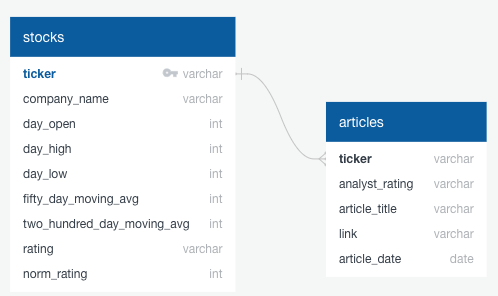 stocks
ticker varchar
company_name varchar
day_open int
day_high int
day_low int
fifty_day_moving_avg int
two_hundred_day_moving_avg int
rating varchar
norm_rating int
articles
ticker varchar
analyst_rating varchar
article_title varchar
link varchar
article_date date